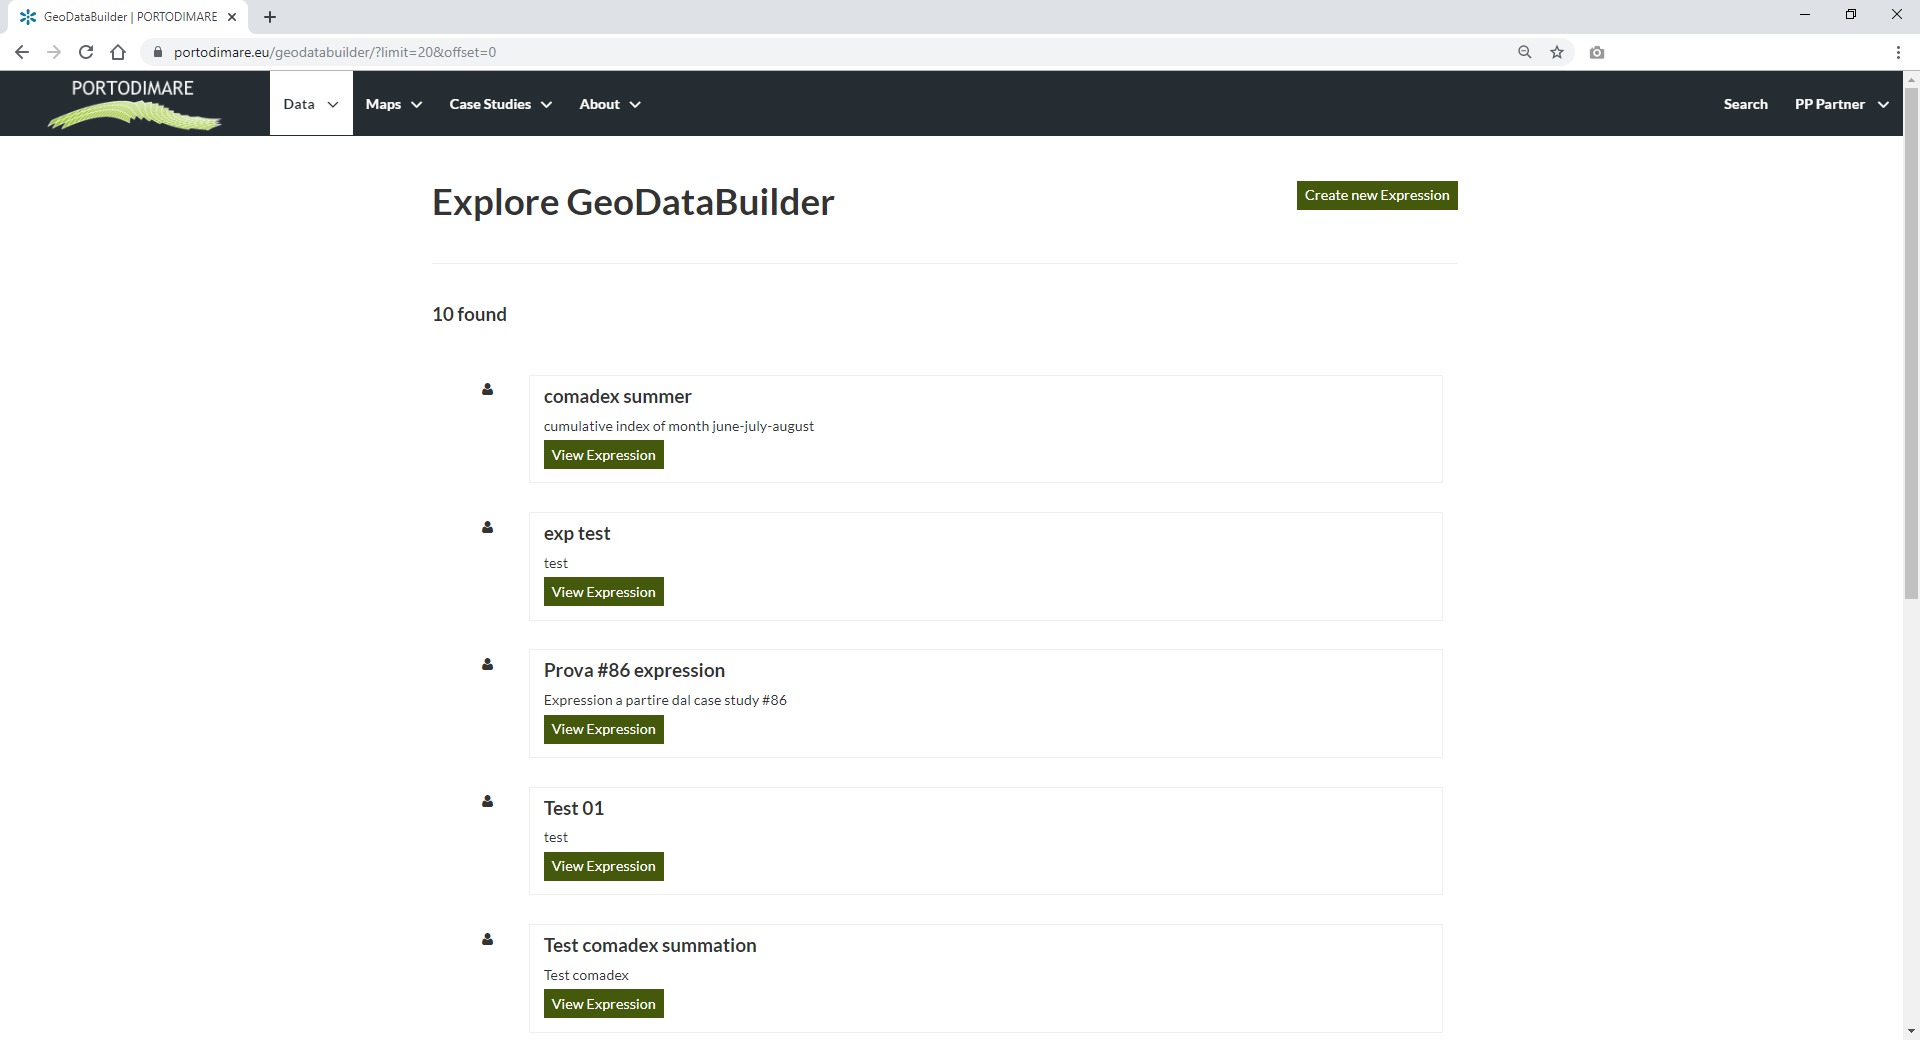 GeoDataBuilder | PORTODIMARE
portodimare.eu/geodatabuilder/?limit=20&offset=0
PORTODIMARE
Data
Maps
Case Studies
About
Search
PP Partner
Explore GeoDataBuilder
Create new Expression
10 found
comadex summer
cumulative index of month june-july-august
View Expression
exp test
test
View Expression
Prova #86 expression
Expression a partire dal case study #86
View Expression
Test 01
test
View Expression
Test comadex summation
Test comadex
View Expression